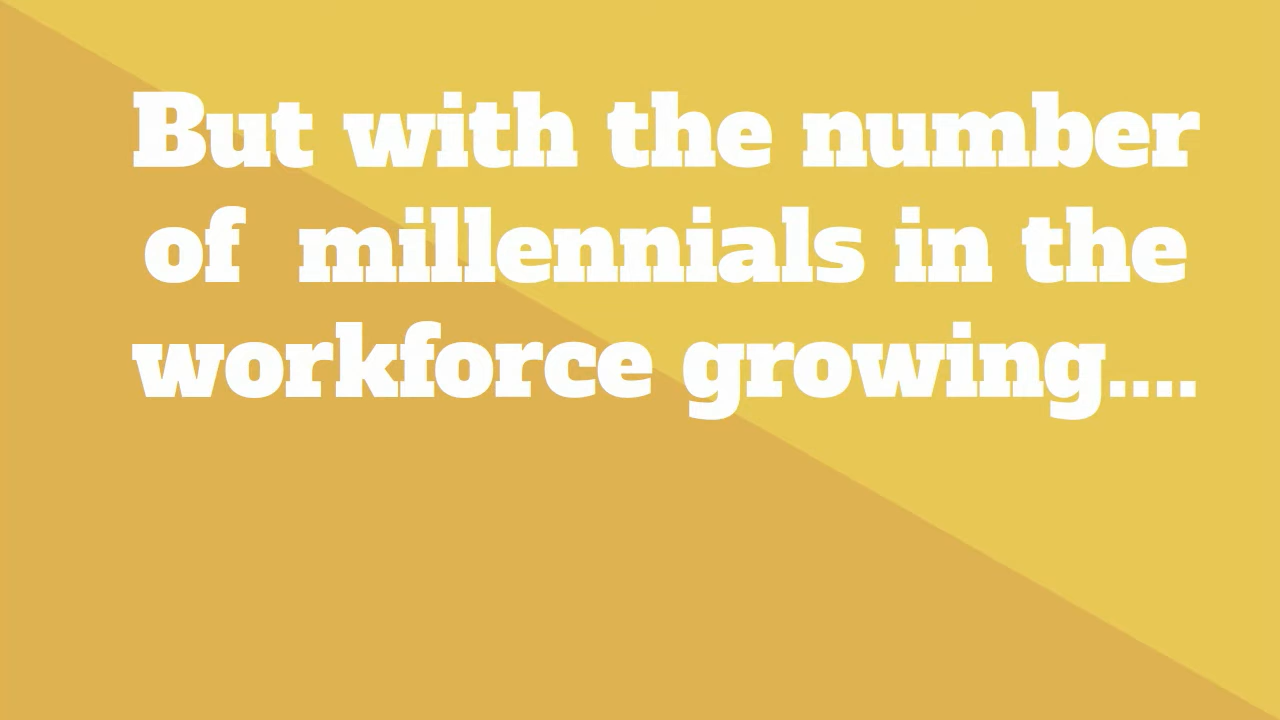 But with the number
of  millennials in the
workforce growing....